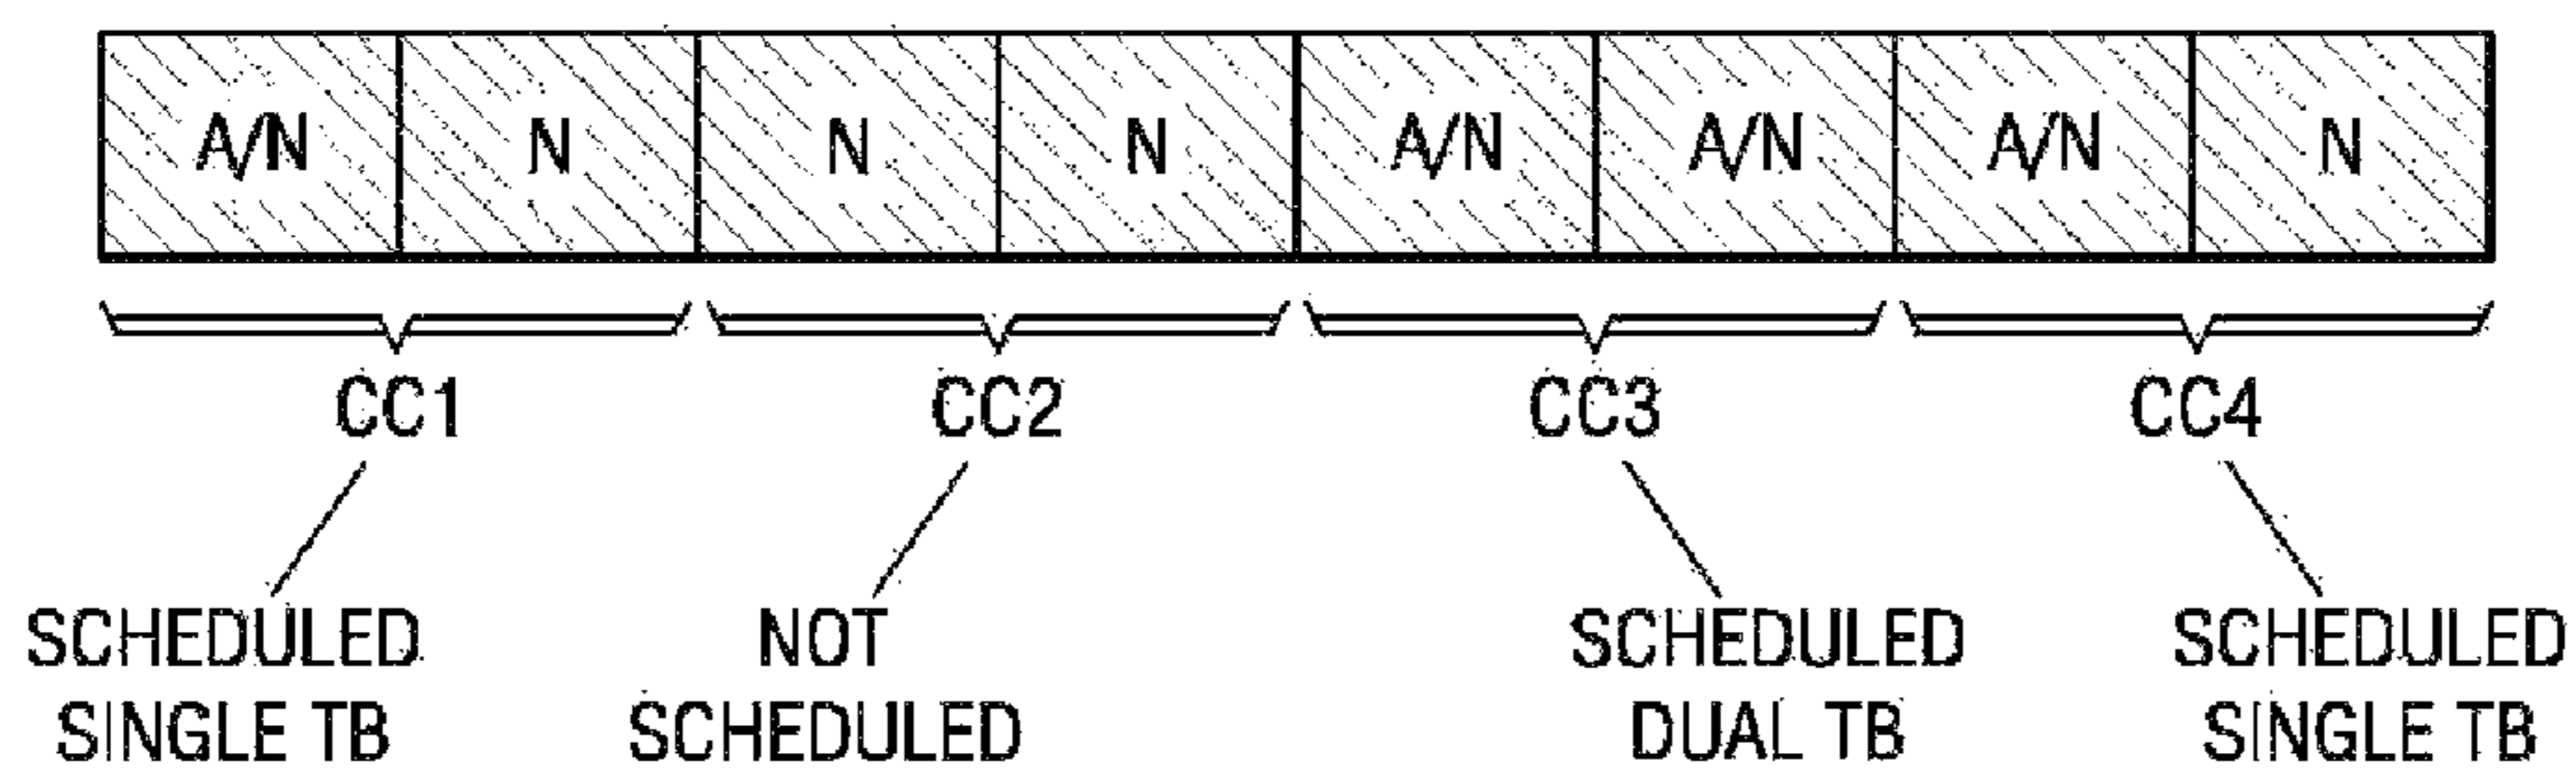 A/N N N N A/N A/N A/N N
CC1 CC2 CC3 CC4
SCHEDULED NOT SCHEDULED SCHEDULED
SINGLE TB SCHEDULED DUAL TB SINGLE TB